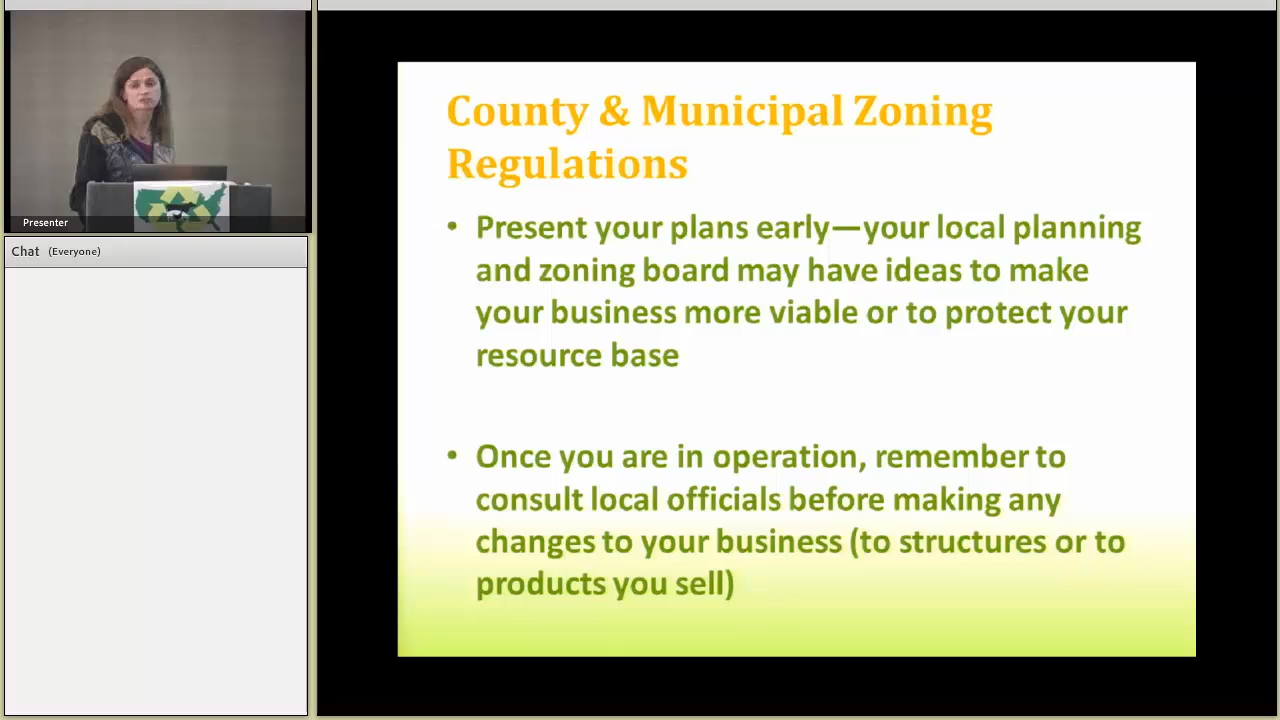 Presenter
Chat (Everyone)
County & Municipal Zoning
Regulations
• Present your plans early—your local planning
and zoning board may have ideas to make
your business more viable or to protect your
resource base
• Once you are in operation, remember to
consult local officials before making any
changes to your business (to structures or to
products you sell)